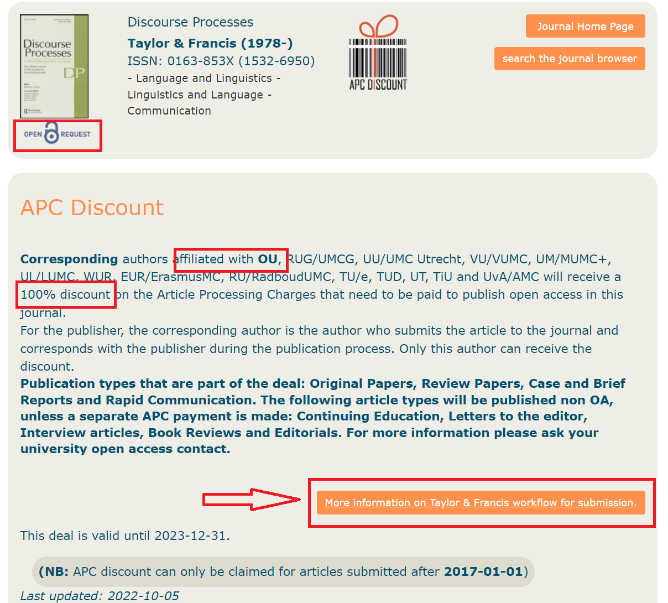 Discourse
Processes
DP
OPEN REQUEST
Discourse Processes
Taylor & Francis (1978-)
ISSN: 0163-853X (1532-6950)
- Language and Linguistics -
Linguistics and Language -
Communication
APC DISCOUNT
Journal Home Page
search the journal browser
APC Discount
Corresponding authors affiliated with OU, RUG/UMCG, UU/UMC Utrecht, VU/VUMC, UM/MUMC+,
UL/LUMC, WUR, EUR/ErasmusMC, RU/RadboudUMC, TU/e, TUD, UT, TiU and UvA/AMC will receive a
100% discount on the Article Processing Charges that need to be paid to publish open access in this
journal.
For the publisher, the corresponding author is the author who submits the article to the journal and
corresponds with the publisher during the publication process. Only this author can receive the
discount.
Publication types that are part of the deal: Original Papers, Review Papers, Case and Brief
Reports and Rapid Communication. The following article types will be published non OA,
unless a separate APC payment is made: Continuing Education, Letters to the editor,
Interview articles, Book Reviews and Editorials. For more information please ask your
university open access contact.
More information on Taylor & Francis workflow for submission.
This deal is valid until 2023-12-31.
(NB: APC discount can only be claimed for articles submitted after 2017-01-01)
Last updated: 2022-10-05